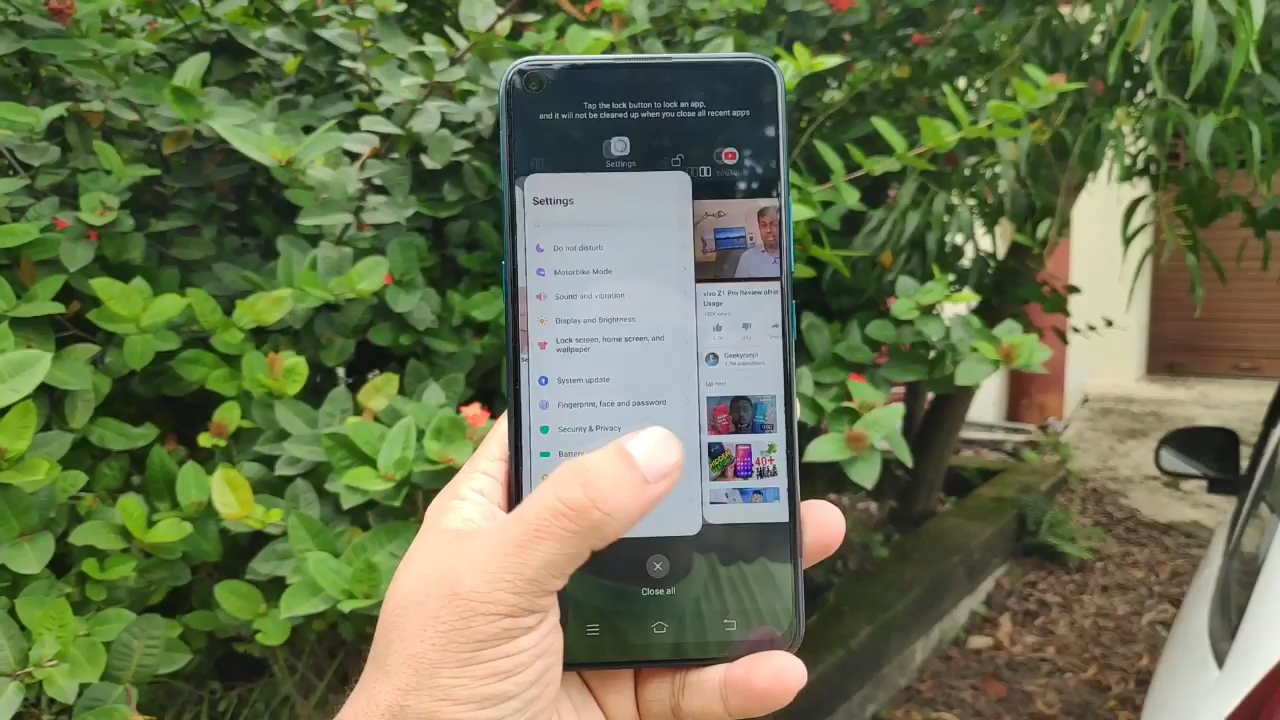 Tap the lock button to lock an app,
and it will not be cleaned up when you close all recent apps
Settings
Settings
Do not disturb
Motorbike Mode
Sound and vibration
Display and Brightness
Lock screen, home screen, and
wallpaper
System update
Fingerprint, face and password
Security & Privacy
vivo Z1 Pro Review after
Usage
Geekyranjit
Up next
HIDDEN
40+
Close all